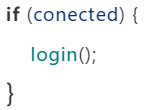 if (conected) {
login();
}